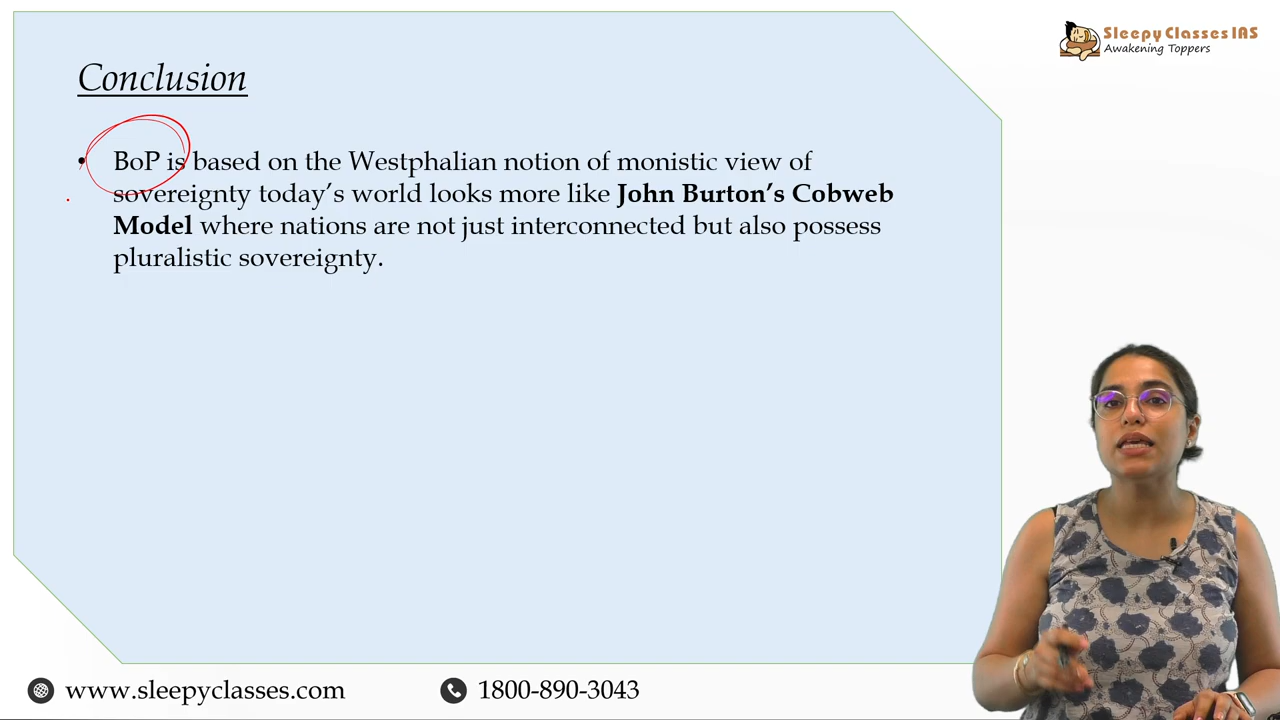 Sleepy Classes IAS
Awakening Toppers
Conclusion
• BoP is based on the Westphalian notion of monistic view of
sovereignty today’s world looks more like John Burton’s Cobweb
Model where nations are not just interconnected but also possess
pluralistic sovereignty.
www.sleepyclasses.com
1800-890-3043